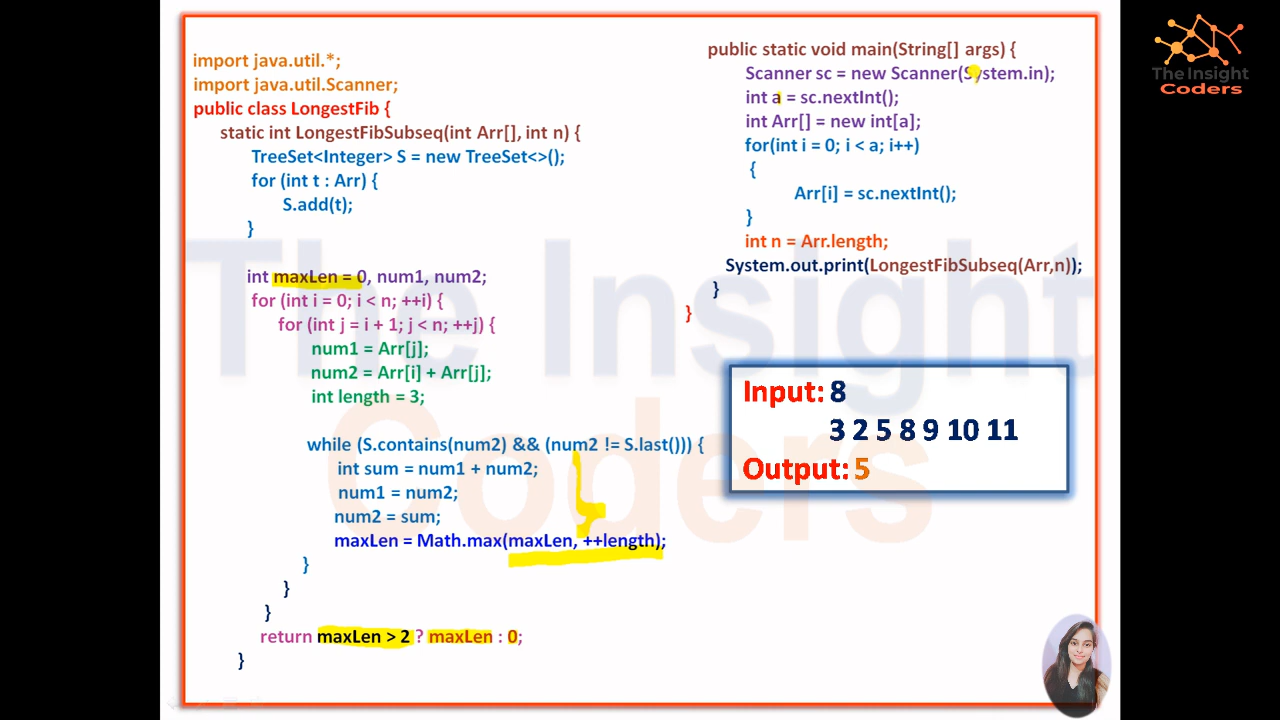 import java.util.*;
import java.util.Scanner;
public class LongestFib {
static int LongestFibSubseq(int Arr[], int n) {
TreeSet<Integer> S = new TreeSet<>();
for (int t : Arr) {
S.add(t);
}
int maxLen = 0, num1, num2;
for (int i = 0; i < n; ++i) {
for (int j = i + 1; j < n; ++j) {
num1 = Arr[j];
num2 = Arr[i] + Arr[j];
int length = 3;
while (S.contains(num2) && (num2 != S.last())) {
int sum = num1 + num2;
num1 = num2;
num2 = sum;
maxLen = Math.max(maxLen, ++length);
}
}
}
return maxLen > 2 ? maxLen : 0;
}
public static void main(String[] args) {
Scanner sc = new Scanner(System.in);
int a = sc.nextInt();
int Arr[] = new int[a];
for(int i = 0; i < a; i++)
{
Arr[i] = sc.nextInt();
}
int n = Arr.length;
System.out.print(LongestFibSubseq(Arr,n));
}
}
Input: 8
3 2 5 8 9 10 11
Output: 5
The Insight
Coders
The Insight
Coders